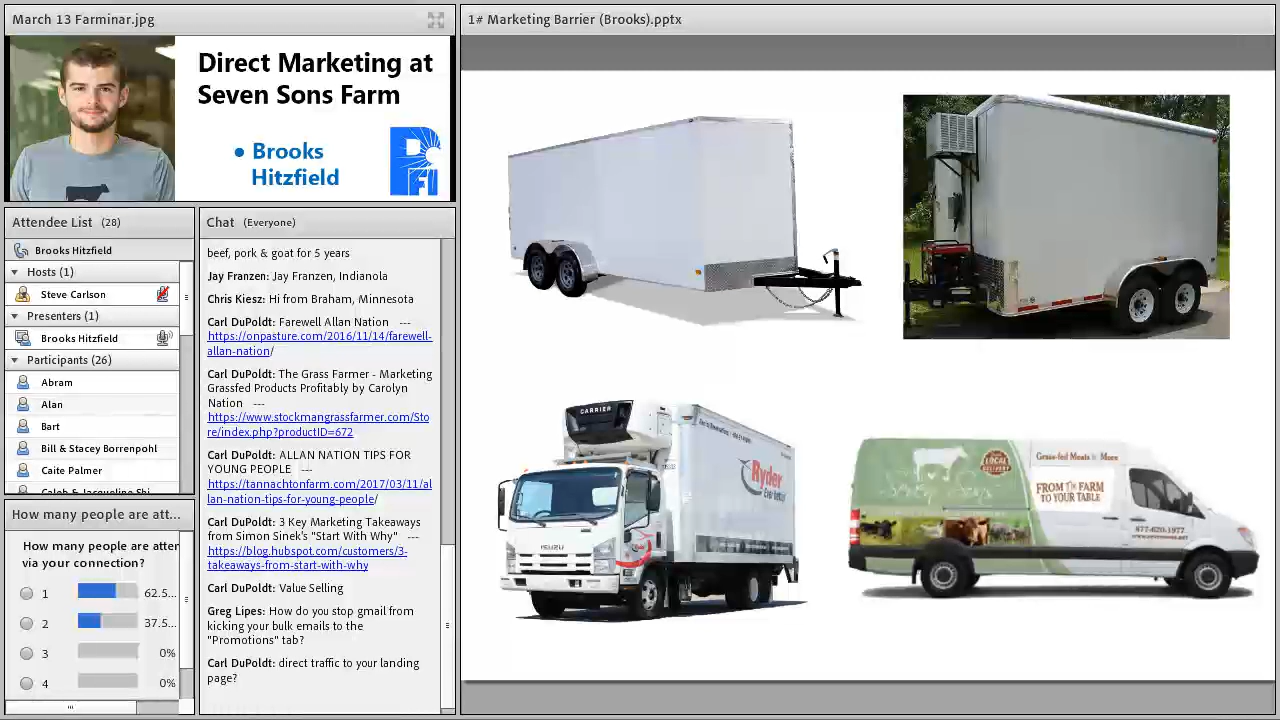 March 13 Farminar.jpg
Direct Marketing at
Seven Sons Farm
• Brooks
Hitzfield
Attendee List (28)
Brooks Hitzfield
Hosts (1)
Steve Carlson
Presenters (1)
Brooks Hitzfield
Participants (26)
Abram
Alan
Bart
Bill & Stacey Borrenpohl
Caite Palmer
How many people are att...
How many people are atter
via your connection?
1 62.5...
2 37.5...
3 0%
4 0%
Chat (Everyone)
beef, pork & goat for 5 years
Jay Franzen: Jay Franzen, Indianola
Chris Kiesz: Hi from Braham, Minnesota
Carl DuPoldt: Farewell Allan Nation ---
https://onpasture.com/2016/11/14/farewell-
allan-nation/
Carl DuPoldt: The Grass Farmer - Marketing
Grassfed Products Profitably by Carolyn
Nation ---
https://www.stockmangrassfarmer.com/Sto
re/index.php?productID=672
Carl DuPoldt: ALLAN NATION TIPS FOR
YOUNG PEOPLE ---
https://tannachtonfarm.com/2017/03/11/al
lan-nation-tips-for-young-people/
Carl DuPoldt: 3 Key Marketing Takeaways
from Simon Sinek's "Start With Why" ---
https://blog.hubspot.com/customers/3-
takeaways-from-start-with-why
Carl DuPoldt: Value Selling
Greg Lipes: How do you stop gmail from
kicking your bulk emails to the
"Promotions" tab?
Carl DuPoldt: direct traffic to your landing
page?
1# Marketing Barrier (Brooks).pptx
CARRIER
Ryder
ISUZU
LOCAL
Grass-fed Meats & More
FROM THE FARM
TO YOUR TABLE
877-620-1977